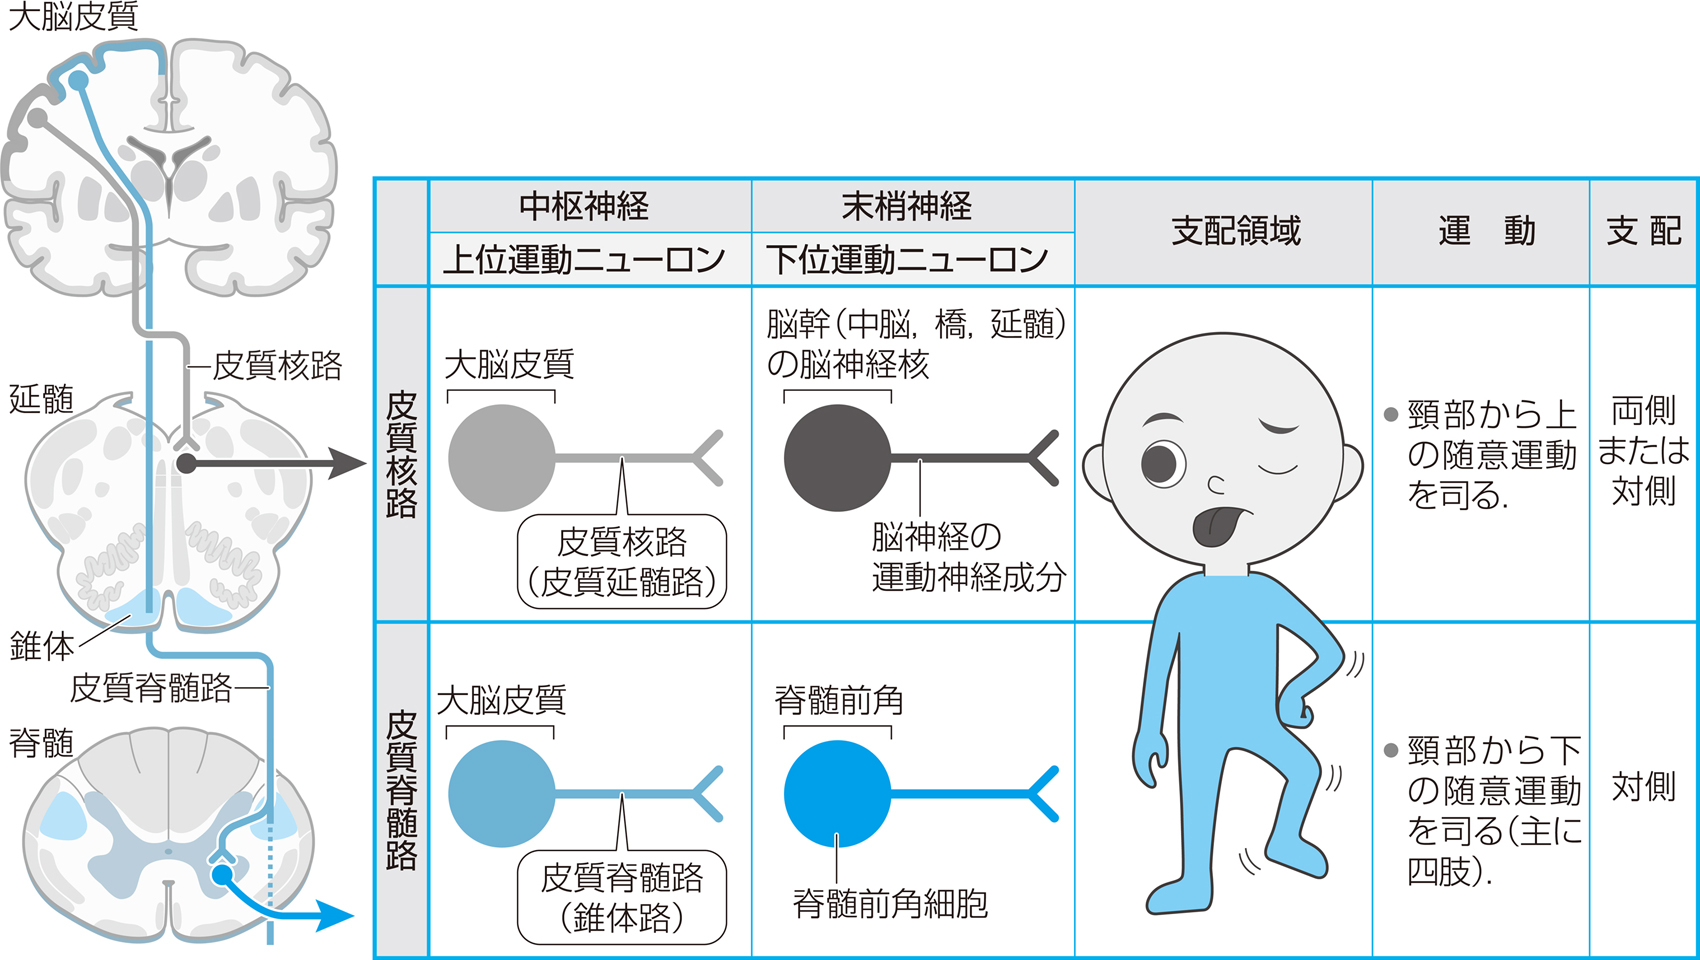 大脳皮質
皮質核路
延髄
錐体
皮質脊髄路
脊髄
中枢神経
末梢神経
上位運動ニューロン
下位運動ニューロン
支配領域
運 動
支 配
皮質核路
大脳皮質
皮質核路
(皮質延髄路)
脳幹(中脳, 橋, 延髄)
の脳神経核
脳神経の
運動神経成分
●頸部から上
の随意運動
を司る.
両側
または
対側
皮質脊髄路
大脳皮質
皮質脊髄路
(錐体路)
脊髄前角
脊髄前角細胞
●頸部から下
の随意運動
を司る(主に
四肢).
対側